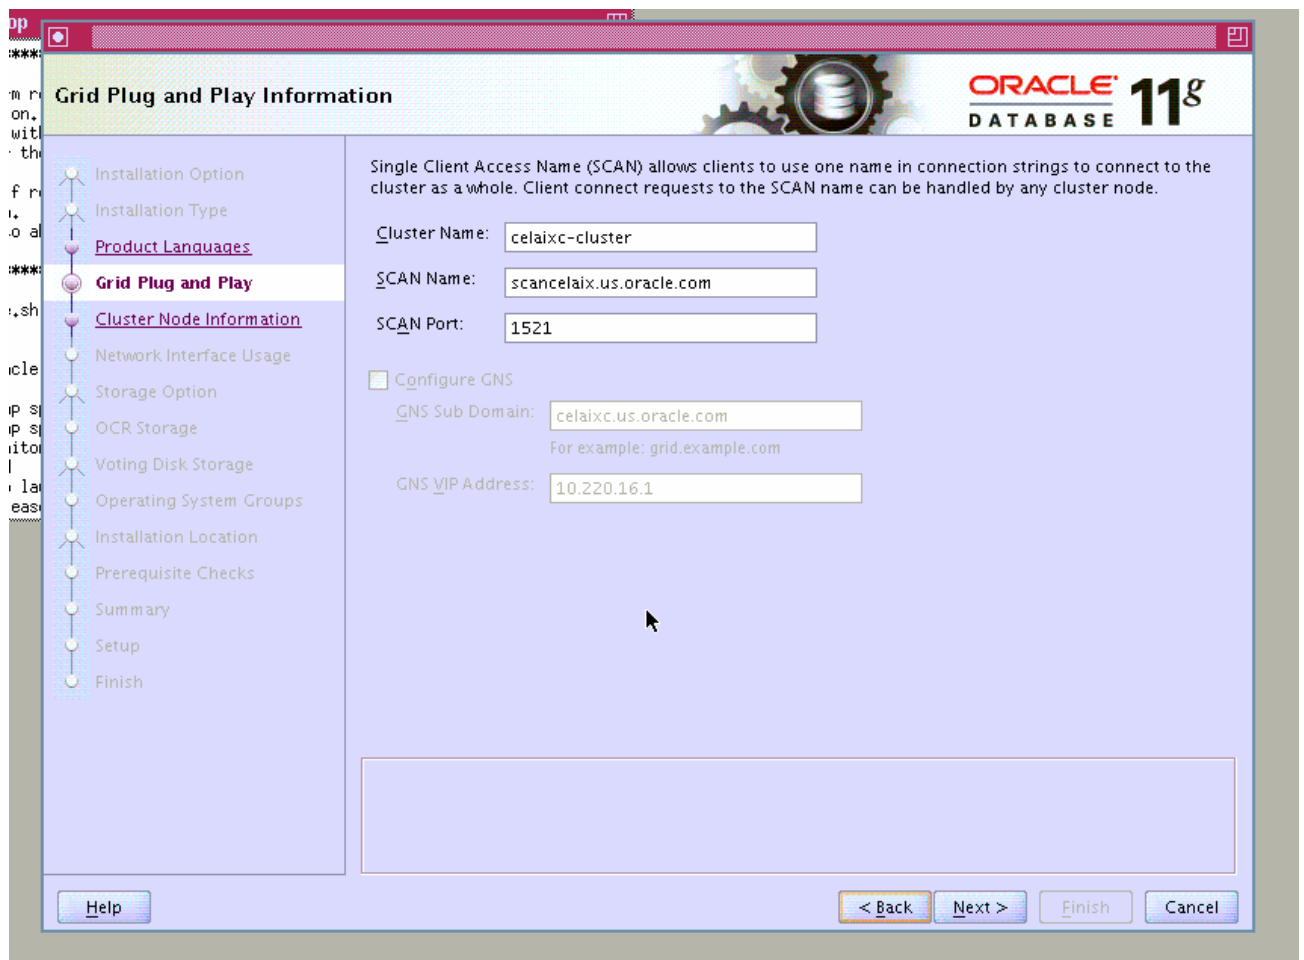 Grid Plug and Play Information
ORACLE
DATABASE
11g
Installation Option
Installation Type
Product Languages
Grid Plug and Play
Cluster Node Information
Network Interface Usage
Storage Option
OCR Storage
Voting Disk Storage
Operating System Groups
Installation Location
Prerequisite Checks
Summary
Setup
Finish
Single Client Access Name (SCAN) allows clients to use one name in connection strings to connect to the
cluster as a whole. Client connect requests to the SCAN name can be handled by any cluster node.
Cluster Name: celaixc-cluster
SCAN Name: scancelaix.us.oracle.com
SCAN Port: 1521
Configure GNS
GNS Sub Domain: celaixc.us.oracle.com
For example: grid.example.com
GNS VIP Address: 10.220.16.1
Help
< Back
Next >
Finish
Cancel